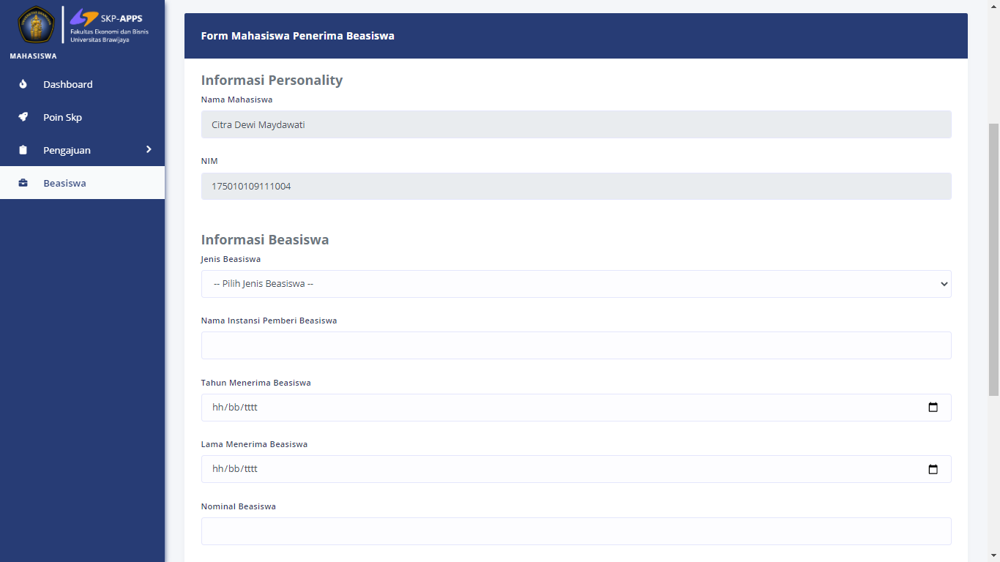 SKP-APPS
Fakultas Ekonomi dan Bisnis
Universitas Brawijaya
MAHASISWA
Dashboard
Poin Skp
Pengajuan
Beasiswa
Form Mahasiswa Penerima Beasiswa
Informasi Personality
Nama Mahasiswa
Citra Dewi Maydawati
NIM
175010109111004
Informasi Beasiswa
Jenis Beasiswa
-- Pilih Jenis Beasiswa --
Nama Instansi Pemberi Beasiswa
Tahun Menerima Beasiswa
hh/bb/tttt
Lama Menerima Beasiswa
hh/bb/tttt
Nominal Beasiswa